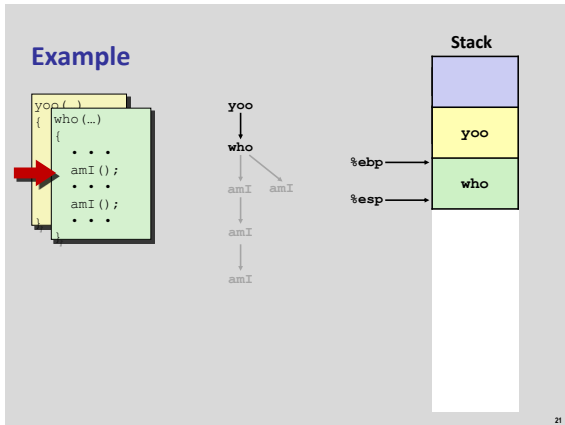 Example
Stack
yoo(…)
{
}
who(…)
{
• • •
amI();
• • •
amI();
• • •
}
yoo
who
amI amI
amI
amI
yoo
%ebp
who
%esp
21